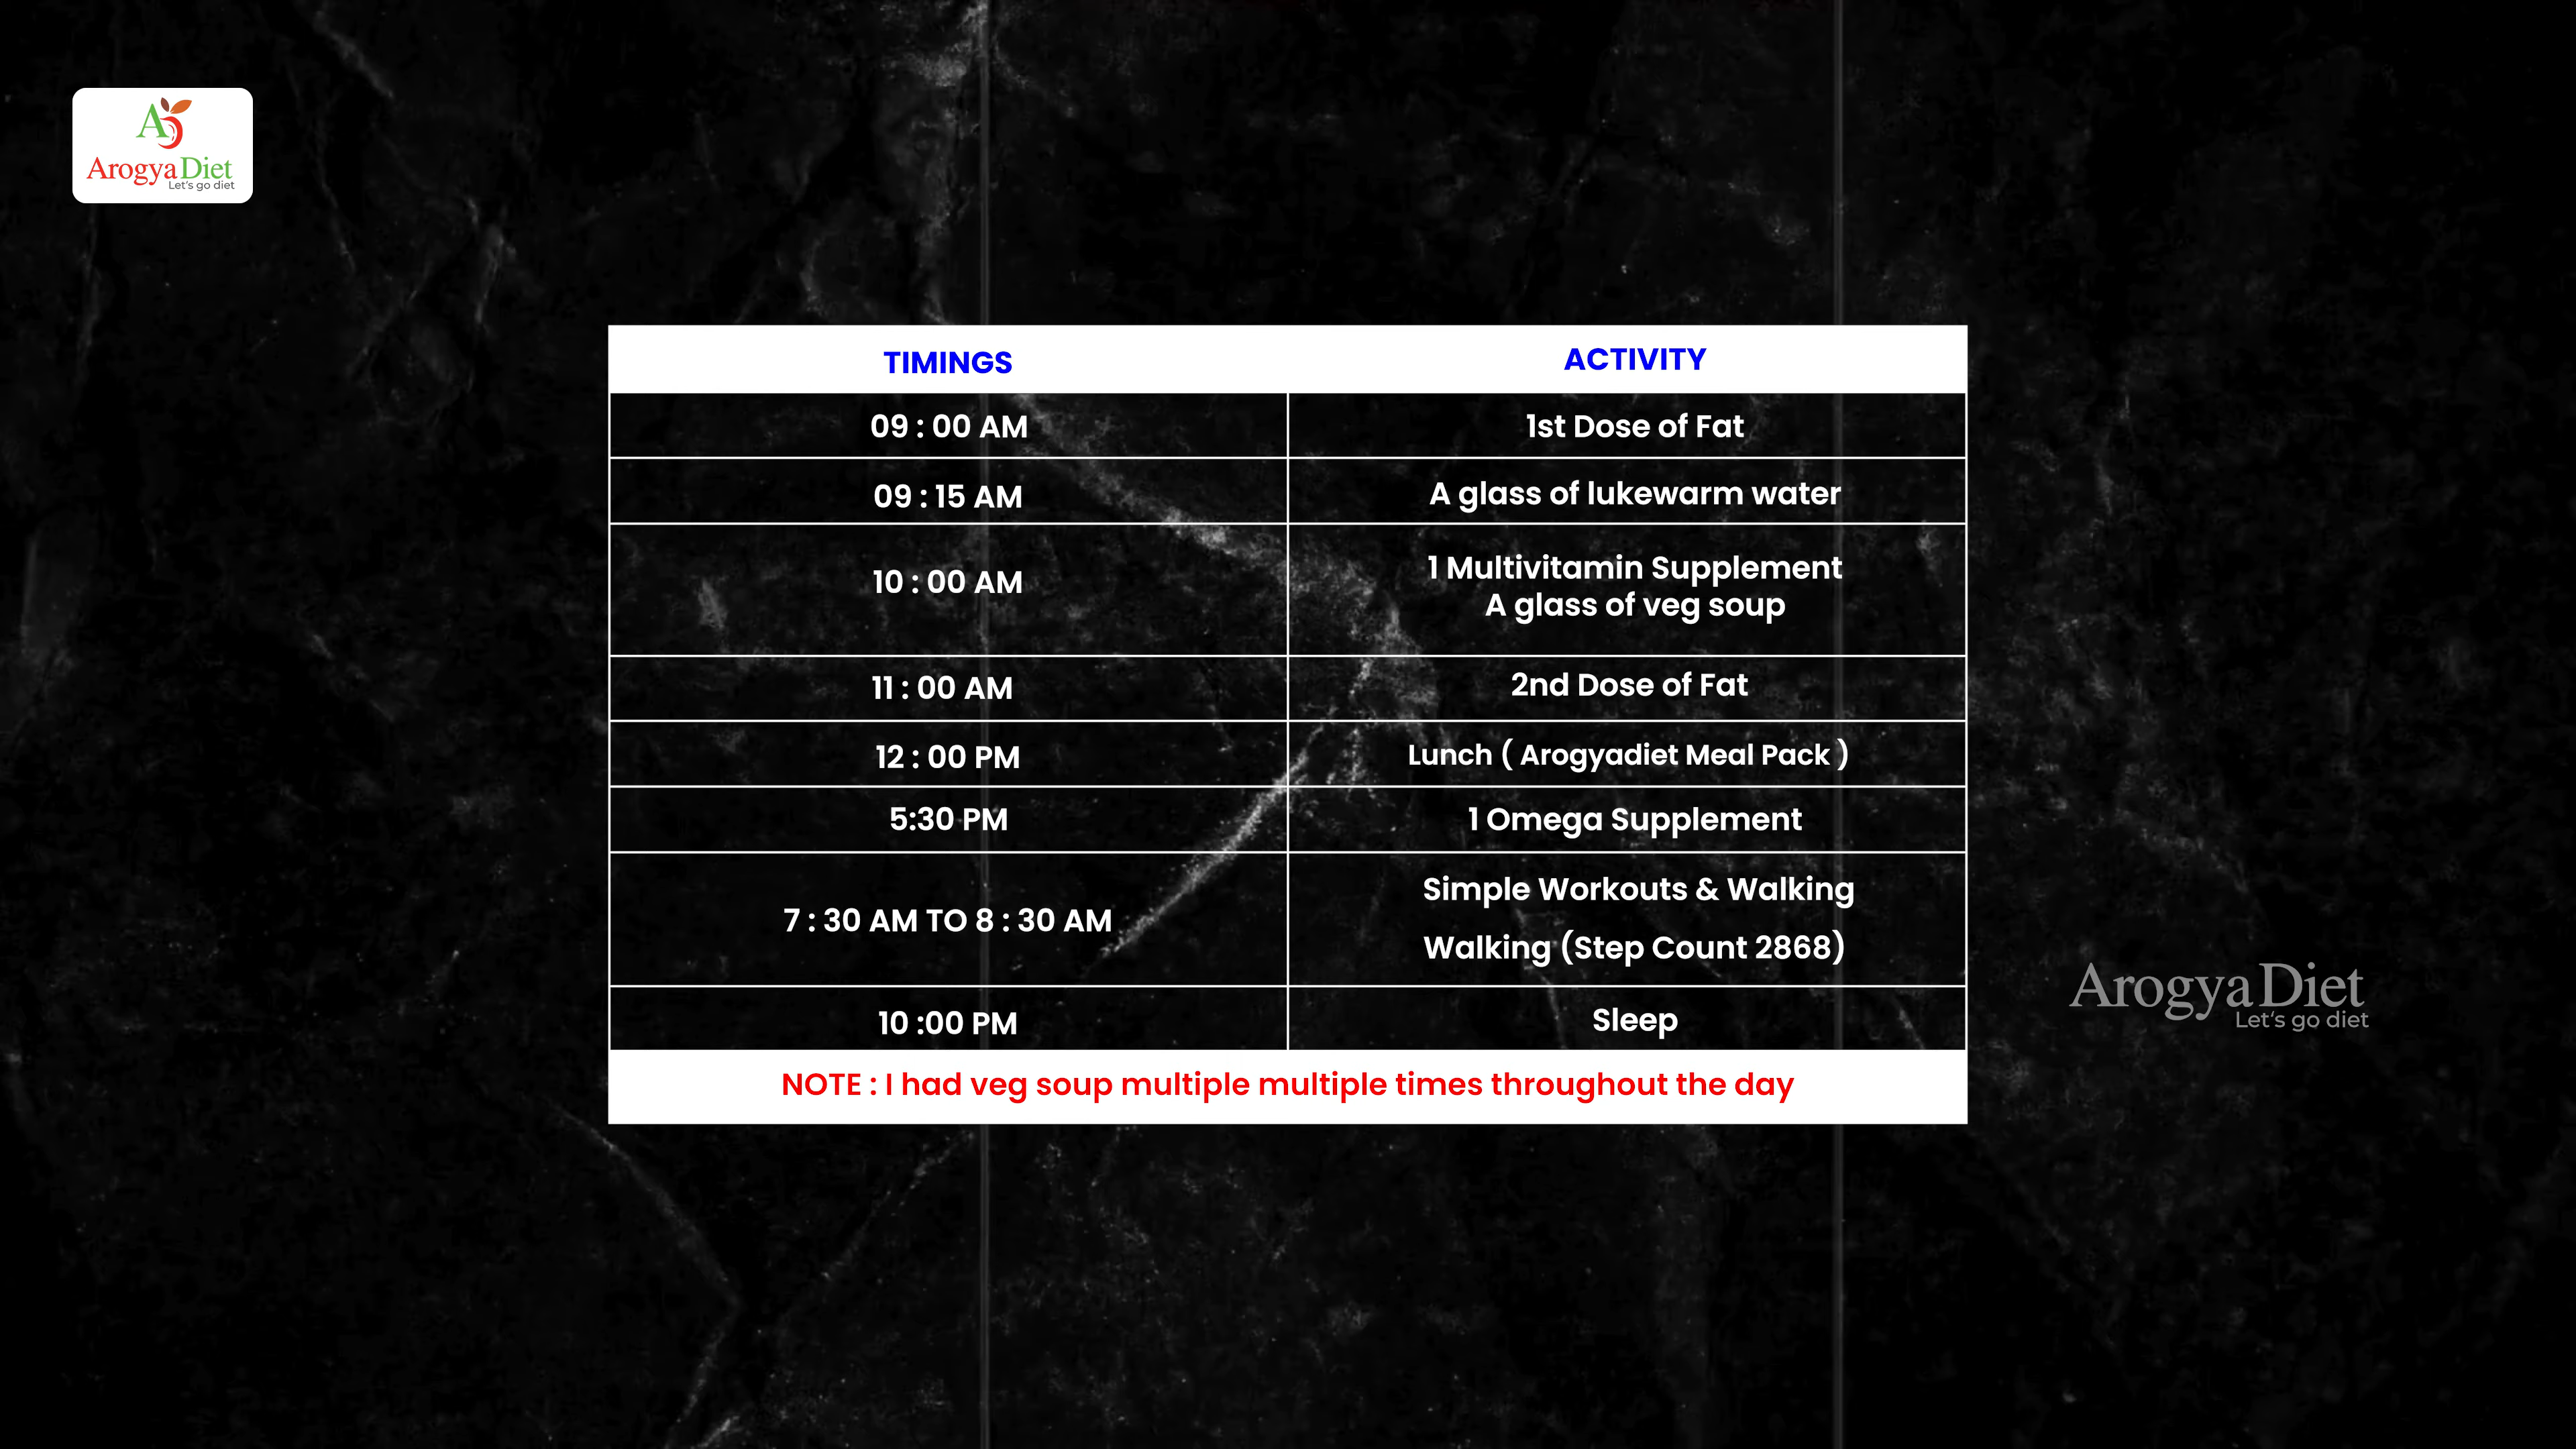 A
Arogya Diet
Let's go diet
TIMINGS ACTIVITY
09 : 00 AM 1st Dose of Fat
09 : 15 AM A glass of lukewarm water
10 : 00 AM 1 Multivitamin Supplement
A glass of veg soup
11 : 00 AM 2nd Dose of Fat
12 : 00 PM Lunch ( Arogyadiet Meal Pack )
5:30 PM 1 Omega Supplement
7 : 30 AM TO 8 : 30 AM Simple Workouts & Walking
Walking (Step Count 2868)
10 :00 PM Sleep
NOTE : I had veg soup multiple multiple times throughout the day
Arogya Diet
Let's go diet